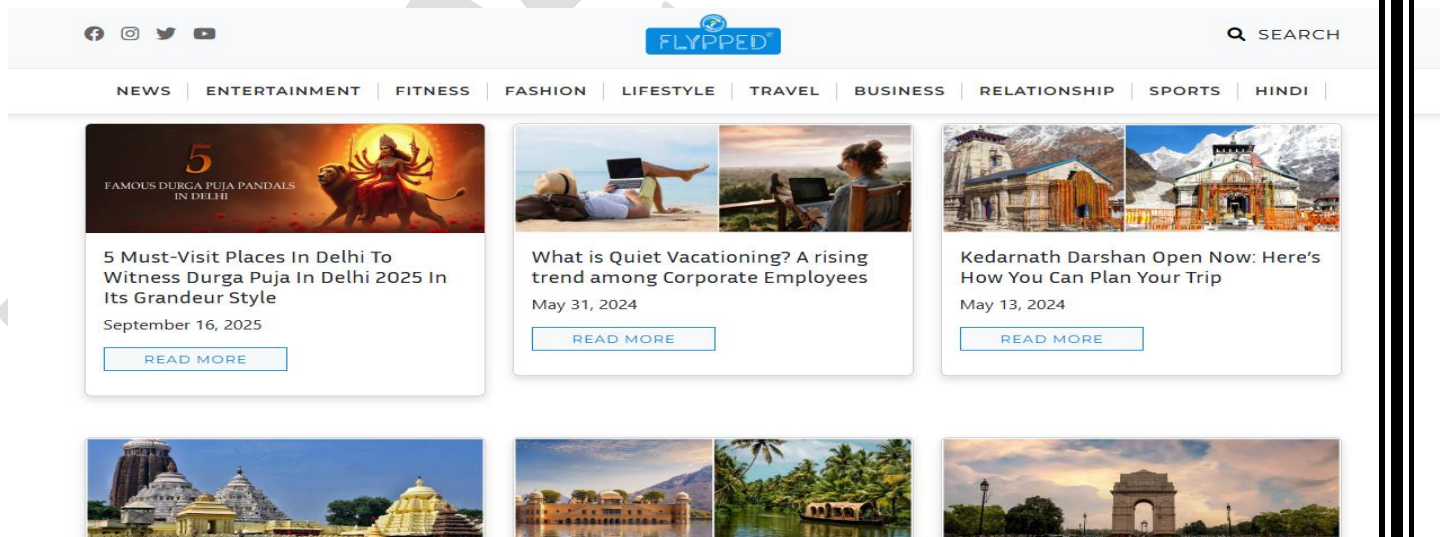 FLYPPED®
SEARCH
NEWS
ENTERTAINMENT
FITNESS
FASHION
LIFESTYLE
TRAVEL
BUSINESS
RELATIONSHIP
SPORTS
HINDI
5
FAMOUS DURGA PUJA PANDALS
IN DELHI
5 Must-Visit Places In Delhi To
Witness Durga Puja In Delhi 2025 In
Its Grandeur Style
September 16, 2025
READ MORE
What is Quiet Vacationing? A rising
trend among Corporate Employees
May 31, 2024
READ MORE
Kedarnath Darshan Open Now: Here's
How You Can Plan Your Trip
May 13, 2024
READ MORE